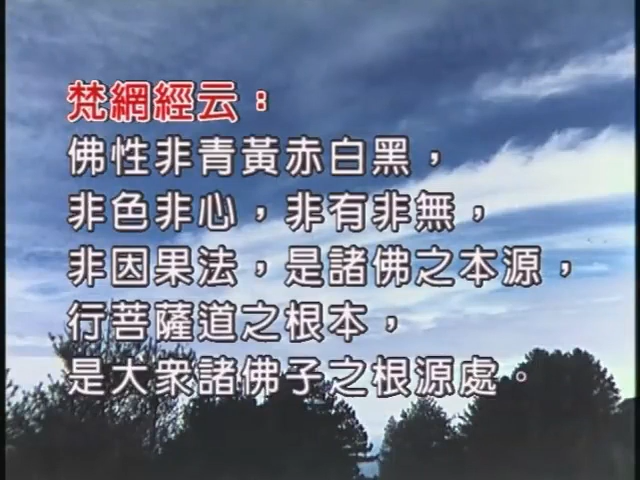 梵網經云：
佛性非青黃赤白黑，
非色非心，非有非無，
非因果法，是諸佛之本源，
行菩薩道之根本，
是大眾諸佛子之根源處。